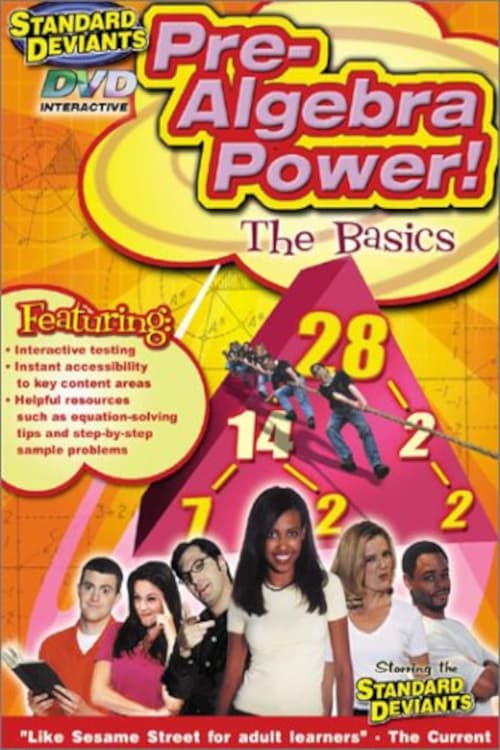 STANDARD
DEVIANTS
DVD
INTERACTIVE
Pre-
Algebra
Power!
The Basics
Featuring:
• Interactive testing
• Instant accessibility
to key content areas
• Helpful resources
such as equation-solving
tips and step-by-step
sample problems
28
14 2
7 2 2
Starring the
STANDARD
DEVIANTS
"Like Sesame Street for adult learners" - The Current